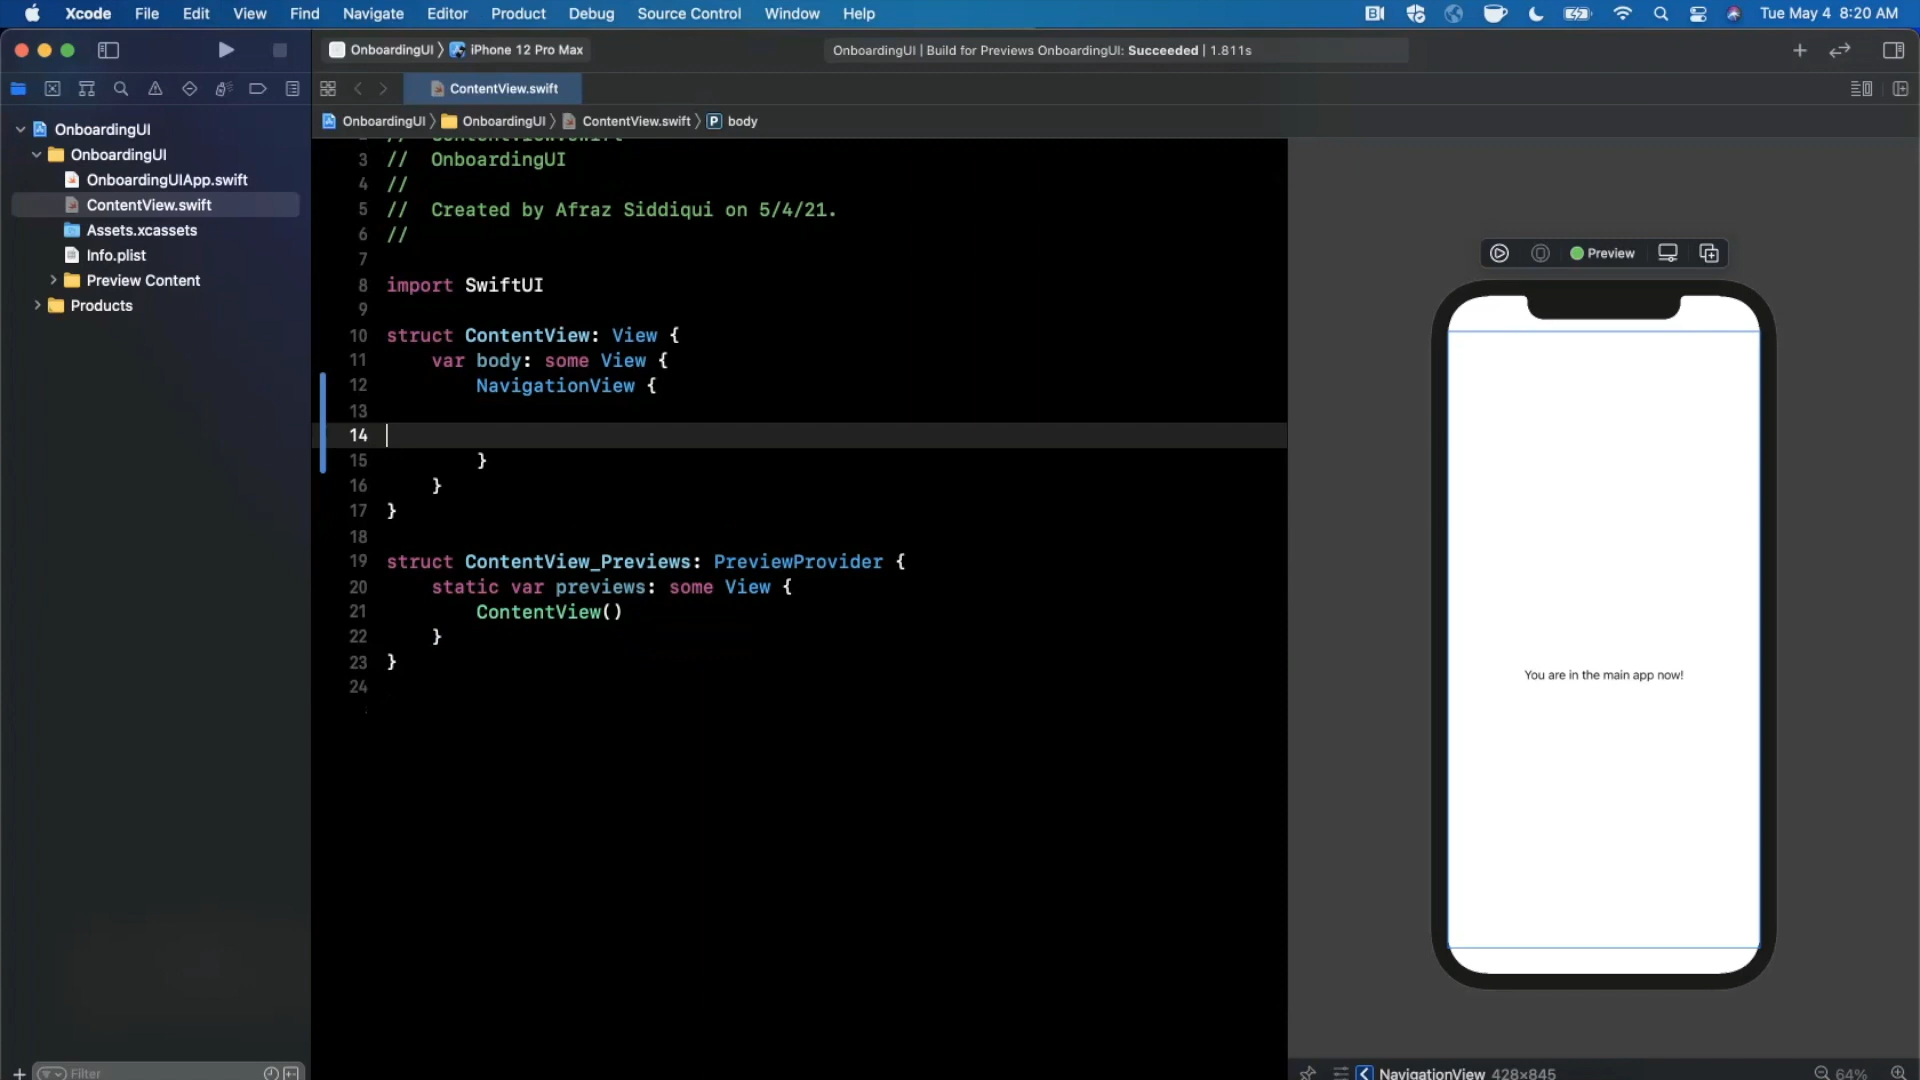 Xcode File Edit View Find Navigate Editor Product Debug Source Control Window Help Tue May 4 8:20 AM
OnboardingUI iPhone 12 Pro Max OnboardingUI | Build for Previews OnboardingUI: Succeeded | 1.811s
ContentView.swift
OnboardingUI OnboardingUI ContentView.swift P body
OnboardingUI
OnboardingUI
OnboardingUIApp.swift
ContentView.swift
Assets.xcassets
Info.plist
Preview Content
Products
Filter
3 // OnboardingUI
4 //
5 // Created by Afraz Siddiqui on 5/4/21.
6 //
7
8 import SwiftUI
9
10 struct ContentView: View {
11 var body: some View {
12 NavigationView {
13
14
15 }
16 }
17 }
18
19 struct ContentView_Previews: PreviewProvider {
20 static var previews: some View {
21 ContentView()
22 }
23 }
24
Preview
You are in the main app now!
NavigationView 428×845 64%